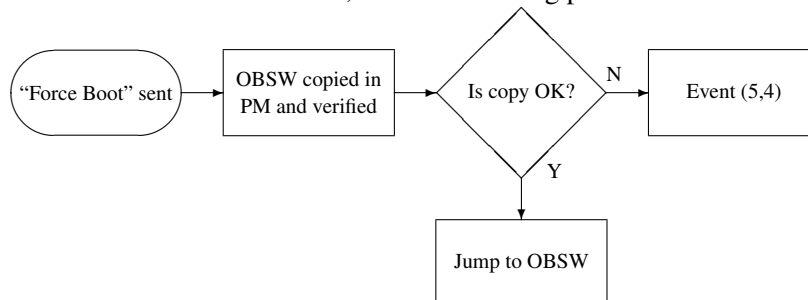 “Force Boot” sent
OBSW copied in
PM and verified
Is copy OK?
N
Event (5,4)
Y
Jump to OBSW